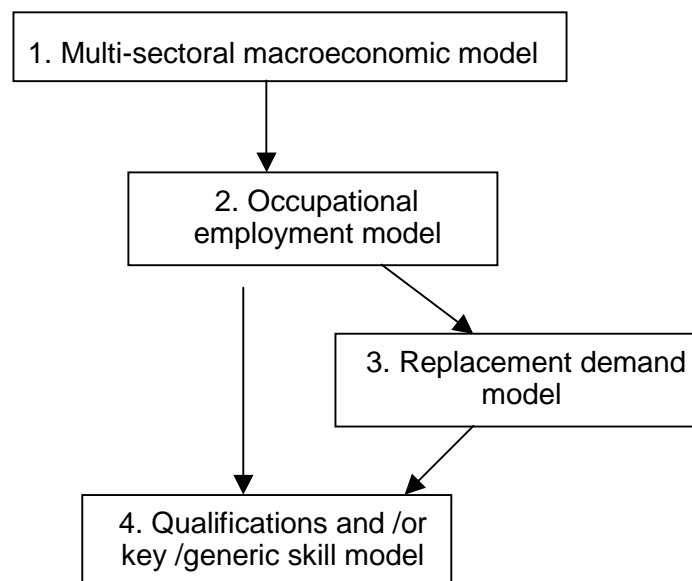 1. Multi-sectoral macroeconomic model
2. Occupational
employment model
3. Replacement demand
model
4. Qualifications and /or
key /generic skill model